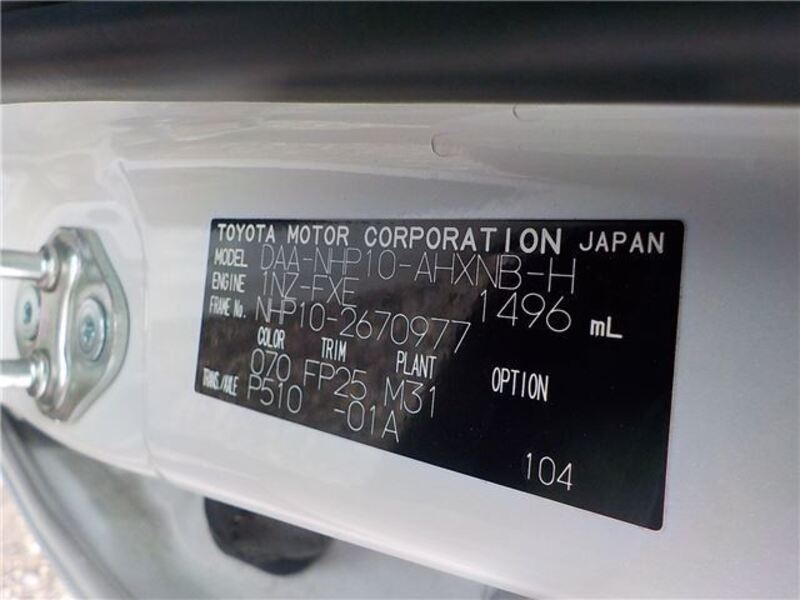 TOYOTA MOTOR CORPORATION JAPAN
MODEL DAA-NHP10-AHXNB-H
ENGINE 1NZ-FXE 1496 mL
FRAME No. NHP10-2670977
COLOR TRIM PLANT OPTION
070 FP25 M31
TRANS./AXLE P510 -01A
104